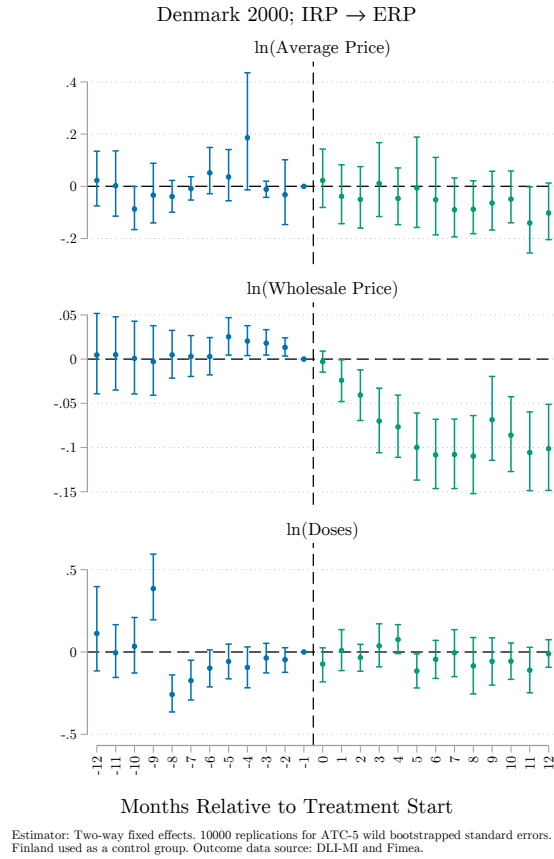 Denmark 2000; IRP → ERP
ln(Average Price)
.4
.2
0
-.2
ln(Wholesale Price)
.05
0
-.05
-.1
-.15
ln(Doses)
.5
0
-.5
-12 -11 -10 -9 -8 -7 -6 -5 -4 -3 -2 -1 0 1 2 3 4 5 6 7 8 9 10 11 12
Months Relative to Treatment Start
Estimator: Two-way fixed effects. 10000 replications for ATC-5 wild bootstrapped standard errors.
Finland used as a control group. Outcome data source: DLI-MI and Fimea.